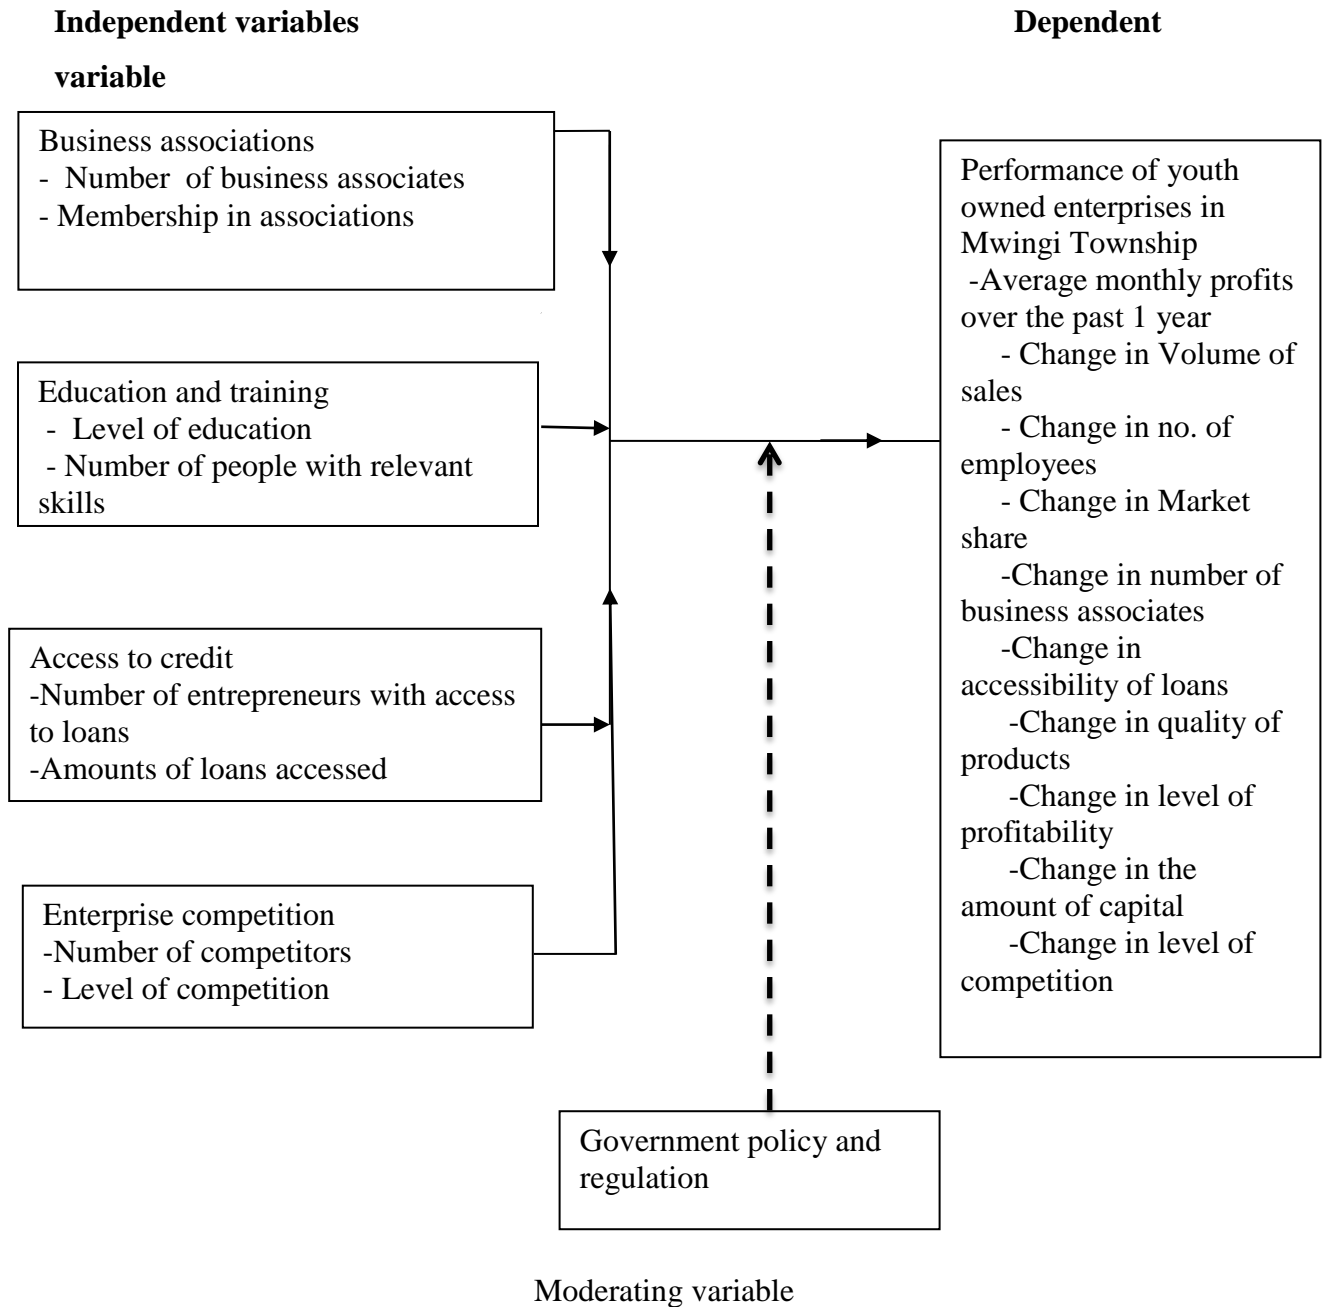 Independent variables
Dependent
variable
Business associations
- Number of business associates
- Membership in associations
Education and training
- Level of education
- Number of people with relevant
skills
Access to credit
-Number of entrepreneurs with access
to loans
-Amounts of loans accessed
Enterprise competition
-Number of competitors
- Level of competition
Performance of youth
owned enterprises in
Mwingi Township
-Average monthly profits
over the past 1 year
- Change in Volume of
sales
- Change in no. of
employees
- Change in Market
share
-Change in number of
business associates
-Change in
accessibility of loans
-Change in quality of
products
-Change in level of
profitability
-Change in the
amount of capital
-Change in level of
competition
Government policy and
regulation
Moderating variable